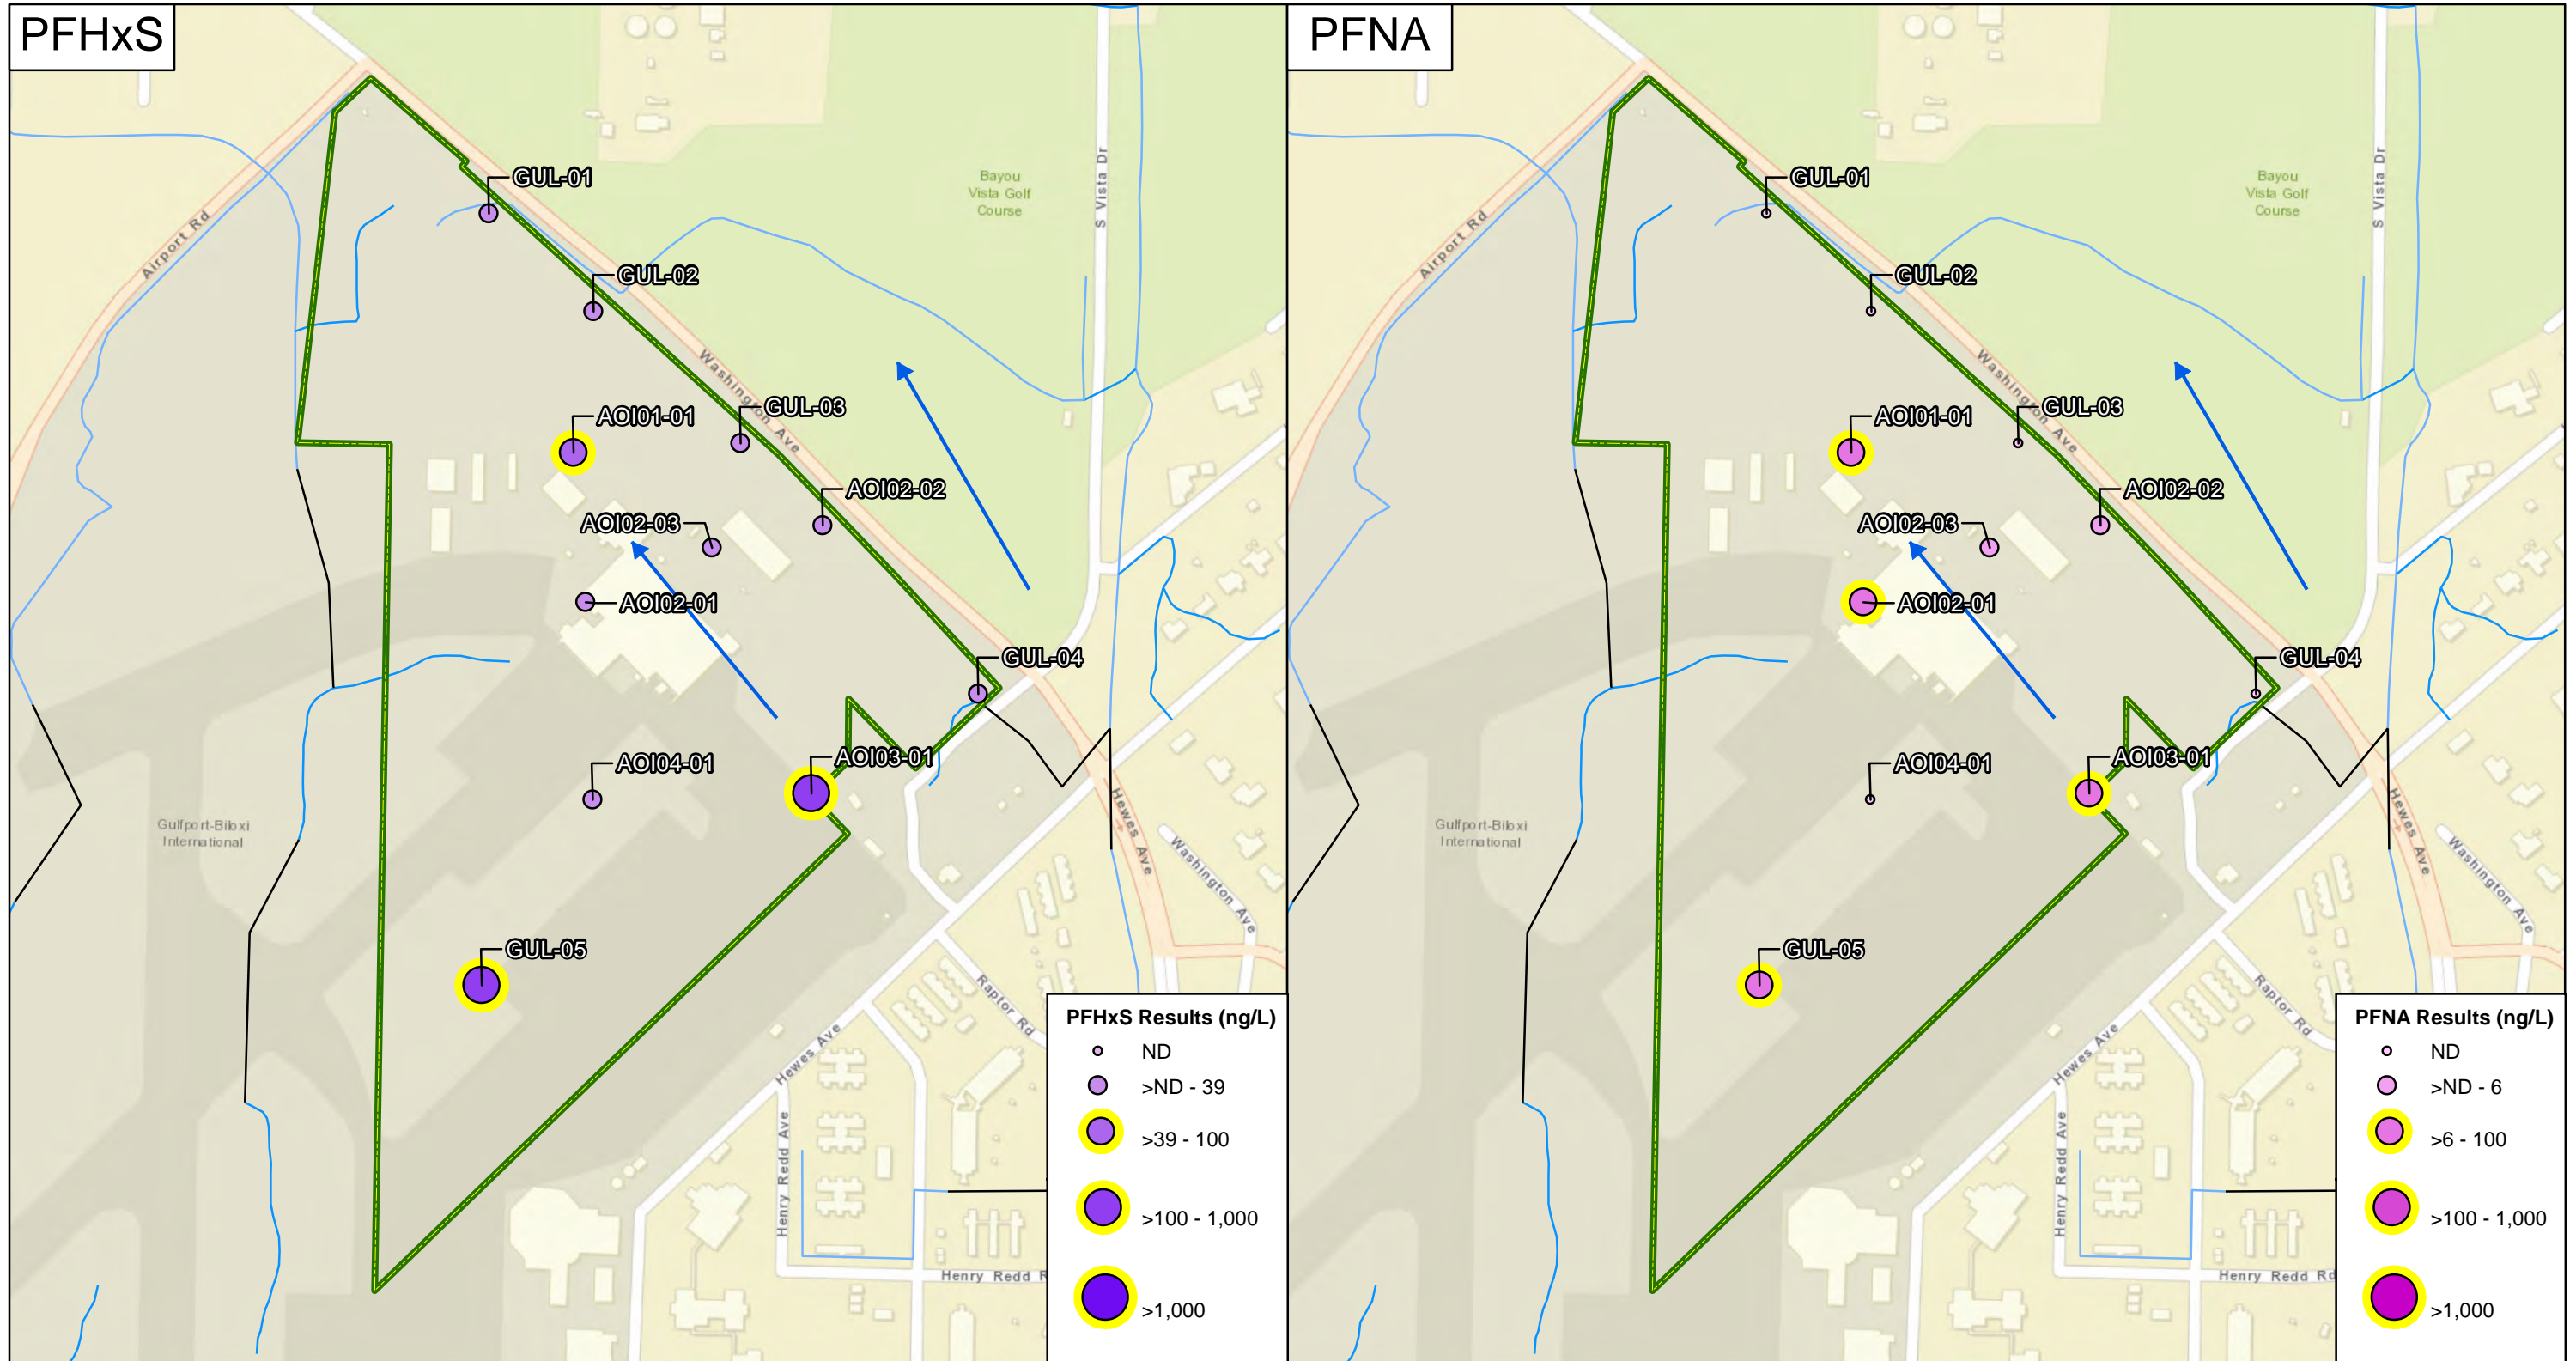 PFHxS
GUL-01
Bayou
Vista Golf
Course
S Vista Dr
Airport Rd
GUL-02
Washington Ave
GUL-03
AOI01-01
AOI02-02
AOI02-03
AOI02-01
GUL-04
AOI04-01
AOI03-01
Gulfport-Biloxi
International
Hewes Ave
Washington Ave
GUL-05
Raptor Rd
Hewes Ave
Henry Redd Ave
Henry Redd R
PFHxS Results (ng/L)
ND
>ND - 39
>39 - 100
>100 - 1,000
>1,000
PFNA
GUL-01
Bayou
Vista Golf
Course
S Vista Dr
Airport Rd
GUL-02
Washington Ave
GUL-03
AOI01-01
AOI02-02
AOI02-03
AOI02-01
GUL-04
AOI04-01
AOI03-01
Gulfport-Biloxi
International
Hewes Ave
Washington Ave
GUL-05
Raptor Rd
Hewes Ave
Henry Redd Ave
Henry Redd Rd
PFNA Results (ng/L)
ND
>ND - 6
>6 - 100
>100 - 1,000
>1,000